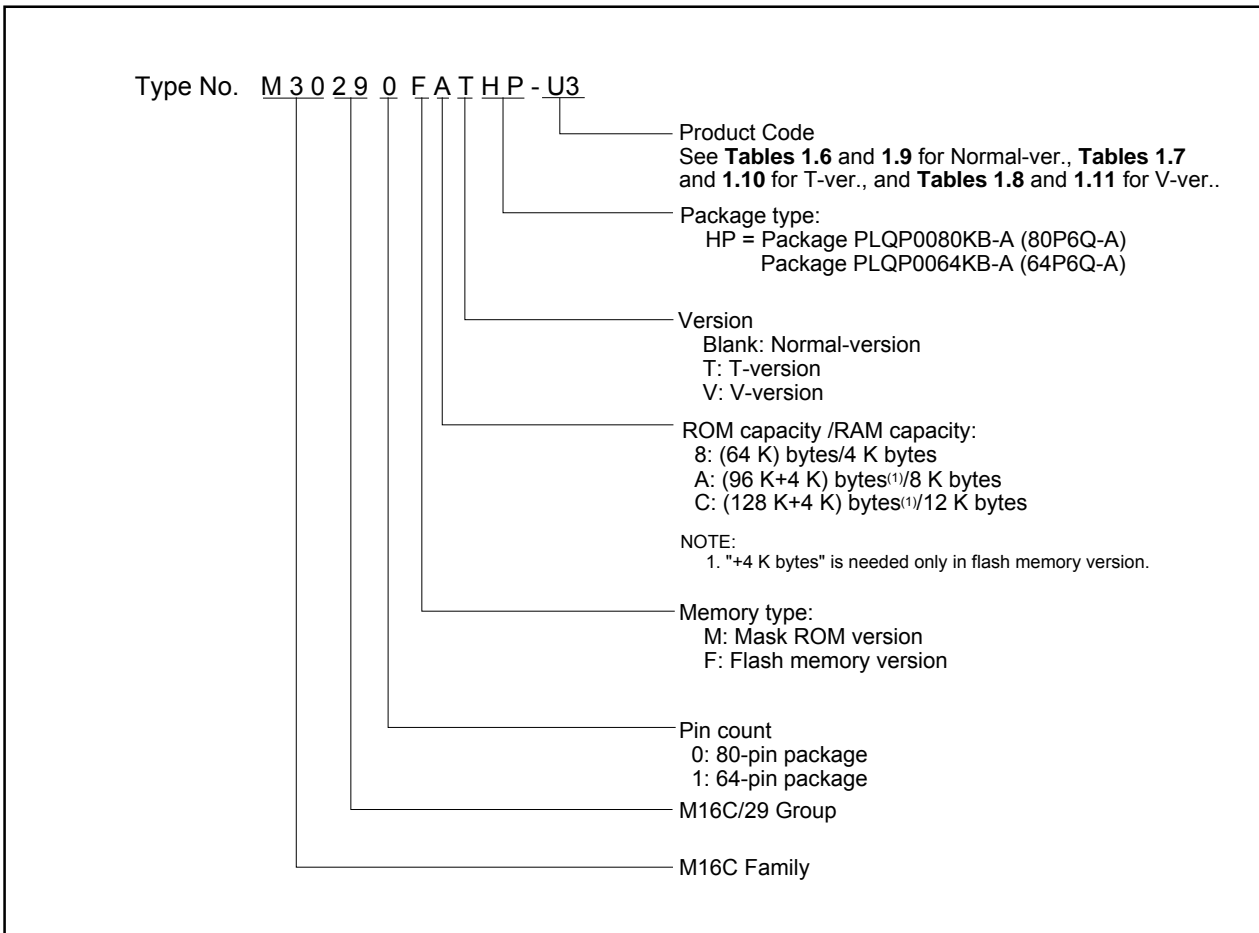 Type No. M 3 0 2 9 0 F A T H P - U3
Product Code
See Tables 1.6 and 1.9 for Normal-ver., Tables 1.7
and 1.10 for T-ver., and Tables 1.8 and 1.11 for V-ver..
Package type:
HP = Package PLQP0080KB-A (80P6Q-A)
Package PLQP0064KB-A (64P6Q-A)
Version
Blank: Normal-version
T: T-version
V: V-version
ROM capacity /RAM capacity:
8: (64 K) bytes/4 K bytes
A: (96 K+4 K) bytes(1)/8 K bytes
C: (128 K+4 K) bytes(1)/12 K bytes
NOTE:
1. "+4 K bytes" is needed only in flash memory version.
Memory type:
M: Mask ROM version
F: Flash memory version
Pin count
0: 80-pin package
1: 64-pin package
M16C/29 Group
M16C Family